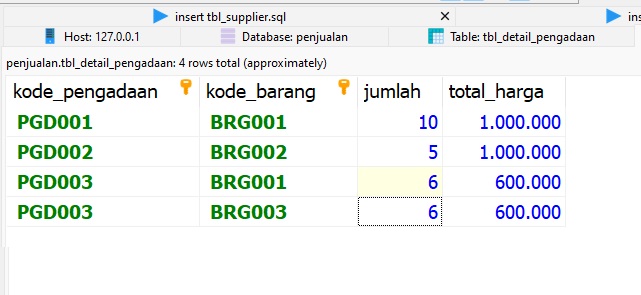 insert tbl_supplier.sql ins
Host: 127.0.0.1 Database: penjualan Table: tbl_detail_pengadaan
penjualan.tbl_detail_pengadaan: 4 rows total (approximately)
kode_pengadaan kode_barang jumlah total_harga
PGD001 BRG001 10 1.000.000
PGD002 BRG002 5 1.000.000
PGD003 BRG001 6 600.000
PGD003 BRG003 6 600.000